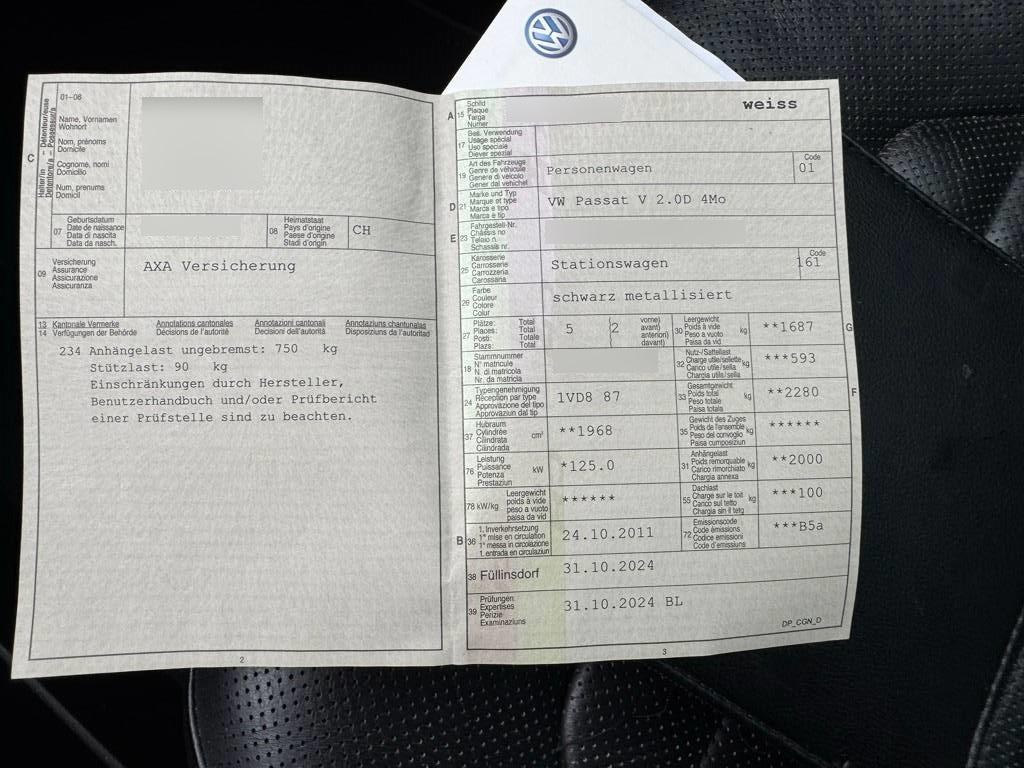 01-06
Name, Vornamen
Wohnort
Nom, prénoms
Domicile
Cognome, nomi
Domicilio
Num, prenums
Domicil
C
Halter/in – Détenteur/euse
Detentore/a – Possessur/a
07
Geburtsdatum
Date de naissance
Data di nascita
Data da nasch.
08
Heimatstaat
Pays d'origine
Paese d'origine
Stadi d'origin
CH
09
Versicherung
Assurance
Assicurazione
Assicuranza
AXA Versicherung
13 Kantonale Vermerke Annotations cantonales Annotazioni cantonali Annotaziuns chantunalas
14 Verfügungen der Behörde Décisions de l'autorité Decisioni dell'autorità Disposiziuns da l'autoritad
234 Anhängelast ungebremst: 750 kg
Stützlast: 90 kg
Einschränkungen durch Hersteller,
Benutzerhandbuch und/oder Prüfbericht
einer Prüfstelle sind zu beachten.
2
A 15
Schild
Plaque
Targa
Numer
weiss
17
Bes. Verwendung
Usage spécial
Uso speciale
Diever spezial
19
Art des Fahrzeugs
Genre de véhicule
Genere di veicolo
Gener dal vehichel
Personenwagen
Code
01
D 21
Marke und Typ
Marque et type
Marca e tipo
Marca e tip
VW Passat V 2.0D 4Mo
E 23
Fahrgestell-Nr.
Châssis no
Telaio n.
Schassis nr.
25
Karosserie
Carrosserie
Carrozzeria
Carossaria
Stationswagen
Code
161
26
Farbe
Couleur
Colore
Colur
schwarz metallisiert
27
Plätze: Total
Places: Total
Posti: Totale
Plazs: Total
5 (2
vorne)
avant)
anteriori)
davant)
30
Leergewicht
Poids à vide
Peso a vuoto
Paisa da vid
kg
**1687
G
18
Stammnummer
N° matricule
N. di matricola
Nr. da matricla
32
Nutz-/Sattellast
Charge utile/sellette
Carico utile/sella
Chargia utila/sella
kg
***593
24
Typengenehmigung
Réception par type
Approvazione del tipo
Approvaziun dal tip
1VD8 87
33
Gesamtgewicht
Poids total
Peso totale
Paisa totala
kg
**2280
F
37
Hubraum
Cylindrée
Cilindrata
Cilindrada
cm³
**1968
35
Gewicht des Zuges
Poids de l'ensemble
Peso del convoglio
Paisa cumposiziun
kg
******
76
Leistung
Puissance
Potenza
Prestaziun
kW
*125.0
31
Anhängelast
Poids remorquable
Carico rimorchiato
Chargia annexa
kg
**2000
78 kW/kg
Leergewicht
poids à vide
peso a vuoto
paisa da vid
******
55
Dachlast
Charge sur le toit
Carico sul tetto
Chargia sin il tetg
kg
***100
B 36
1. Inverkehrsetzung
1re mise en circulation
1a messa in circolazione
1. entrada en circulaziun
24.10.2011
72
Emissionscode
Code émissions
Codice emissioni
Code d'emissiuns
***B5a
38 Füllinsdorf
31.10.2024
39
Prüfungen:
Expertises
Perizie
Examinaziuns
31.10.2024 BL
DP_CGN_D
3